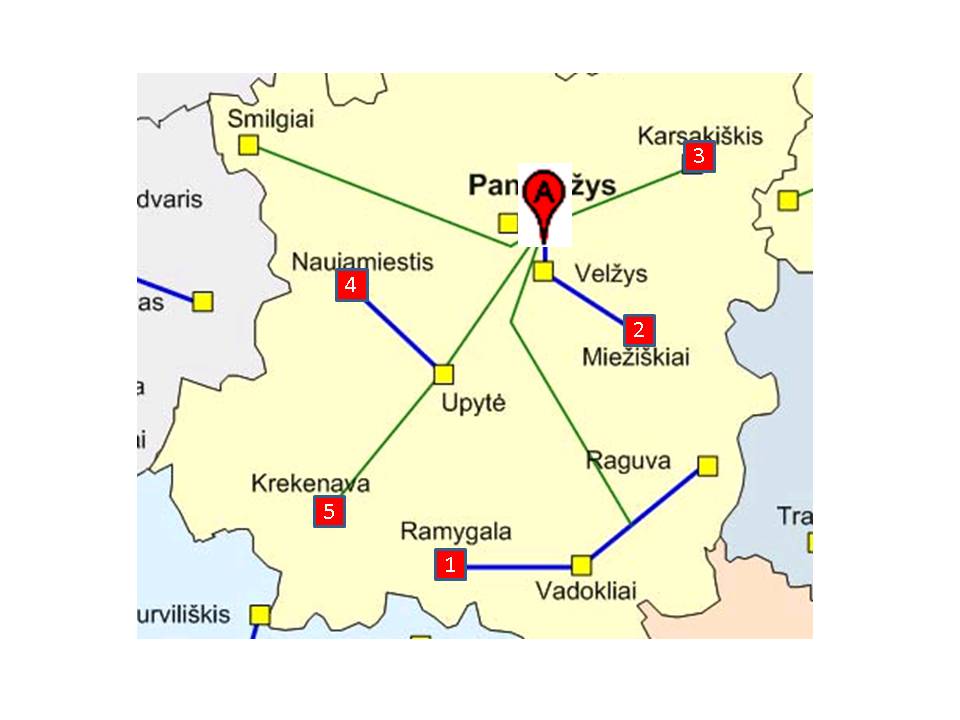 Smilgiai
Karsakiškis
3
Pan
A
žys
dvaris
Naujamiestis
4
Velžys
as
2
Miežiškiai
a
Upytė
ai
Raguva
Krekenava
5
Ramygala
1
Tra
Vadokliai
urviliškis